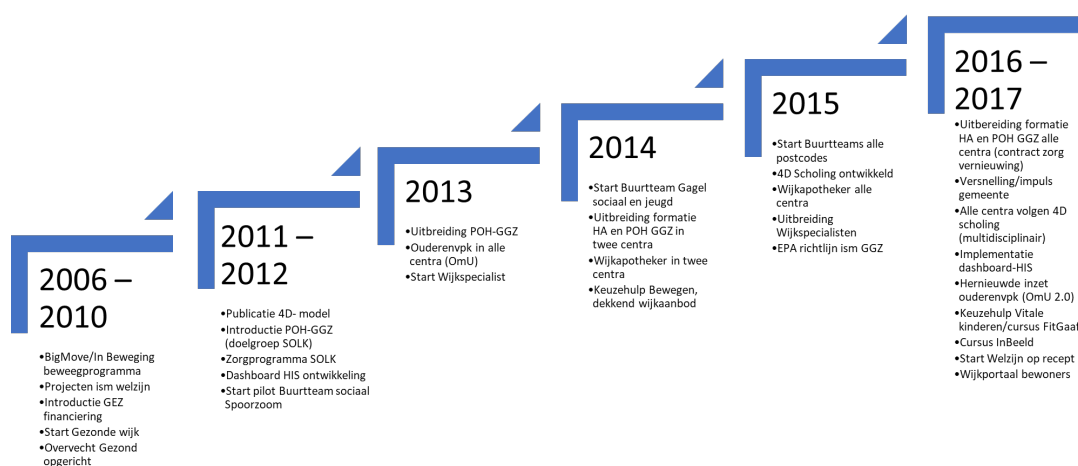 2006 –
2010
•BigMove/In Beweging
beweegprogramma
•Projecten ism welzijn
•Introductie GEZ
financiering
•Start Gezonde wijk
•Overvecht Gezond
opgericht
2011 –
2012
•Publicatie 4D- model
•Introductie POH-GGZ
(doelgroep SOLK)
•Zorgprogramma SOLK
•Dashboard HIS ontwikkeling
•Start pilot Buurtteam sociaal
Spoorzoom
2013
•Uitbreiding POH-GGZ
•Ouderenvpk in alle
centra (OmU)
•Start Wijkspecialist
2014
•Start Buurtteam Gagel
sociaal en jeugd
•Uitbreiding formatie
HA en POH GGZ in
twee centra
•Wijkapotheker in twee
centra
•Keuzehulp Bewegen,
dekkend wijkaanbod
2015
•Start Buurtteams alle
postcodes
•4D Scholing ontwikkeld
•Wijkapotheker alle
centra
•Uitbreiding
Wijkspecialisten
•EPA richtlijn ism GGZ
2016 –
2017
•Uitbereiding formatie
HA en POH GGZ alle
centra (contract zorg
vernieuwing)
•Versnelling/impuls
gemeente
•Alle centra volgen 4D
scholing
(multidisciplinair)
•Implementatie
dashboard-HIS
•Hernieuwde inzet
ouderenvpk (OmU 2.0)
•Keuzehulp Vitale
kinderen/cursus FitGaaf
•Cursus InBeeld
•Start Welzijn op recept
•Wijkportaal bewoners